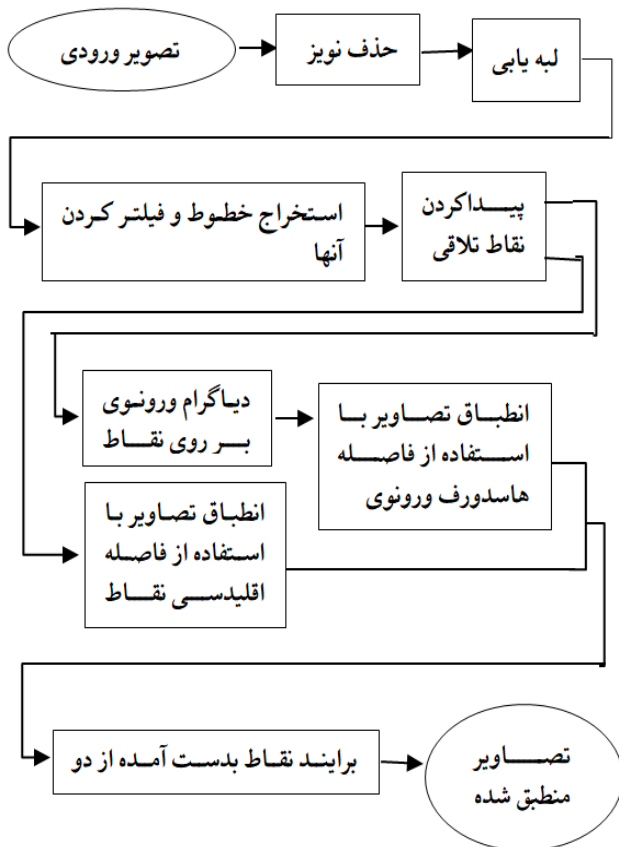 تصویر ورودی
حذف نویز
لبه یابی
استخراج خطوط و فیلتر کردن
آنها
پیداکردن
نقاط تلاقی
دیاگرام ورونوی
بر روی نقاط
انطباق تصاویر با
استفاده از فاصله
هاسدورف ورونوی
انطباق تصاویر با
استفاده از فاصله
اقلیدسی نقاط
برایند نقاط بدست آمده از دو
تصاویر
منطبق شده